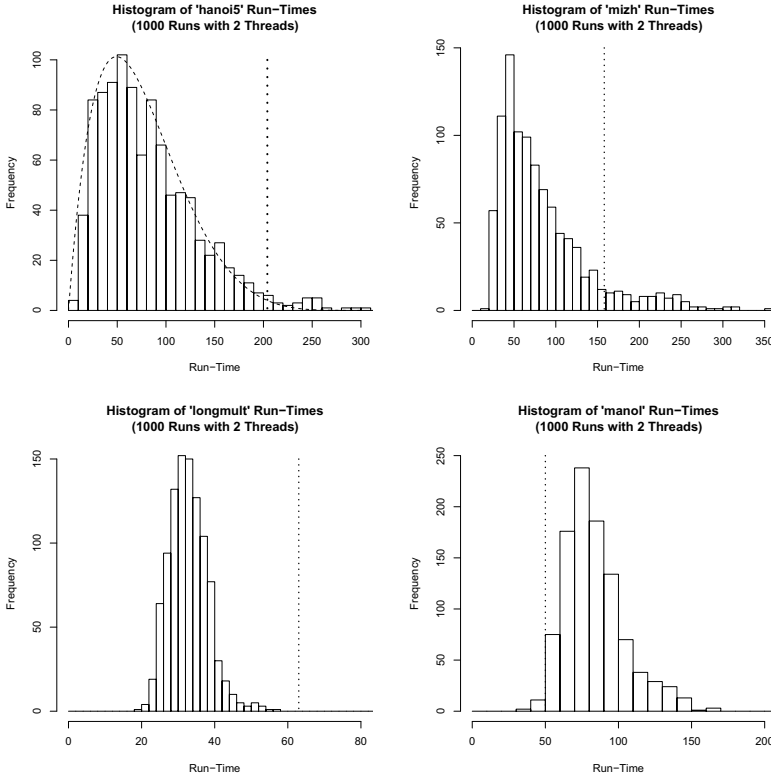 Histogram of 'hanoi5' Run−Times
(1000 Runs with 2 Threads)
Frequency
0 20 40 60 80 100
0 50 100 150 200 250 300
Run−Time
Histogram of 'mizh' Run−Times
(1000 Runs with 2 Threads)
Frequency
0 50 100 150
0 50 100 150 200 250 300 350
Run−Time
Histogram of 'longmult' Run−Times
(1000 Runs with 2 Threads)
Frequency
0 50 100 150
0 20 40 60 80
Run−Time
Histogram of 'manol' Run−Times
(1000 Runs with 2 Threads)
Frequency
0 50 100 150 200 250
0 50 100 150 200
Run−Time